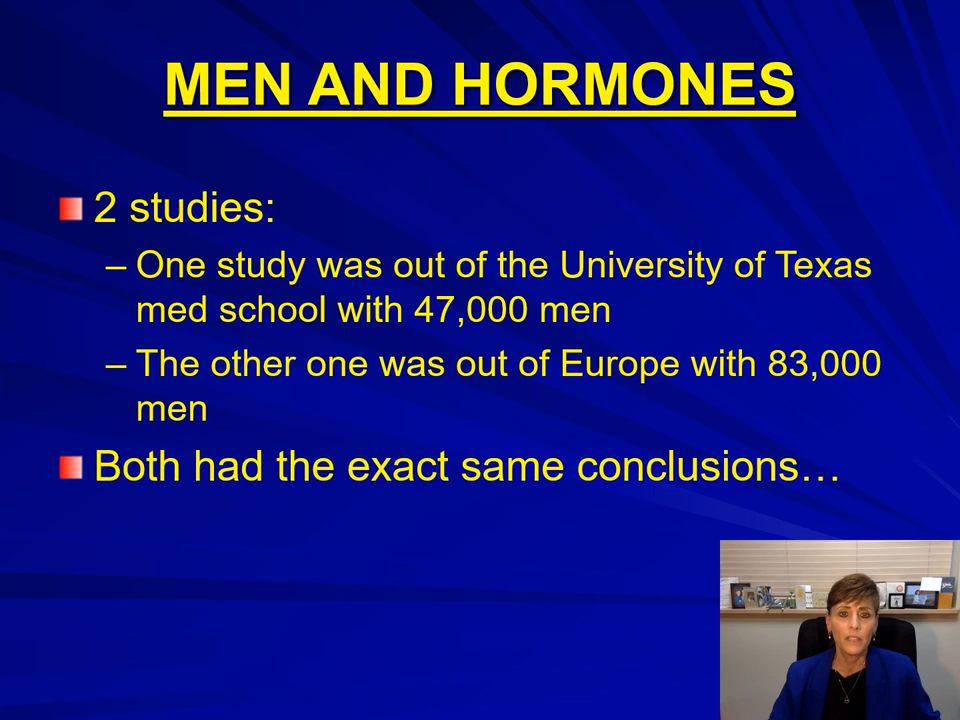 MEN AND HORMONES
2 studies:
– One study was out of the University of Texas
med school with 47,000 men
– The other one was out of Europe with 83,000
men
Both had the exact same conclusions…